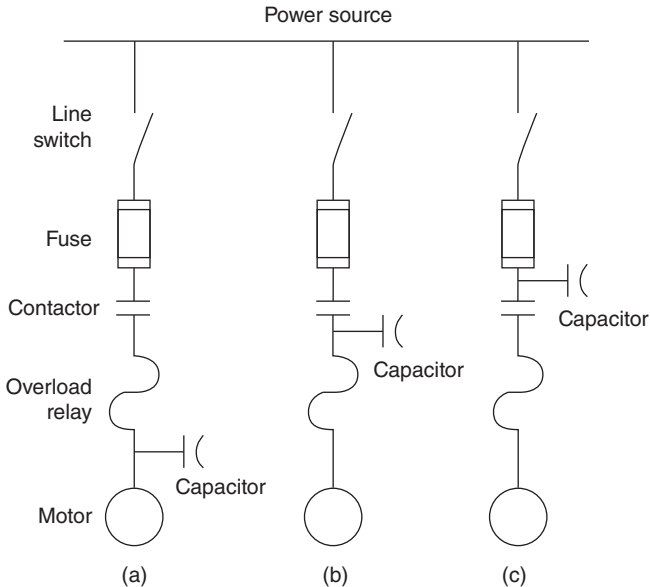 Power source
Line
switch
Fuse
Contactor
Capacitor
Capacitor
Overload
relay
Capacitor
Motor
(a)
(b)
(c)